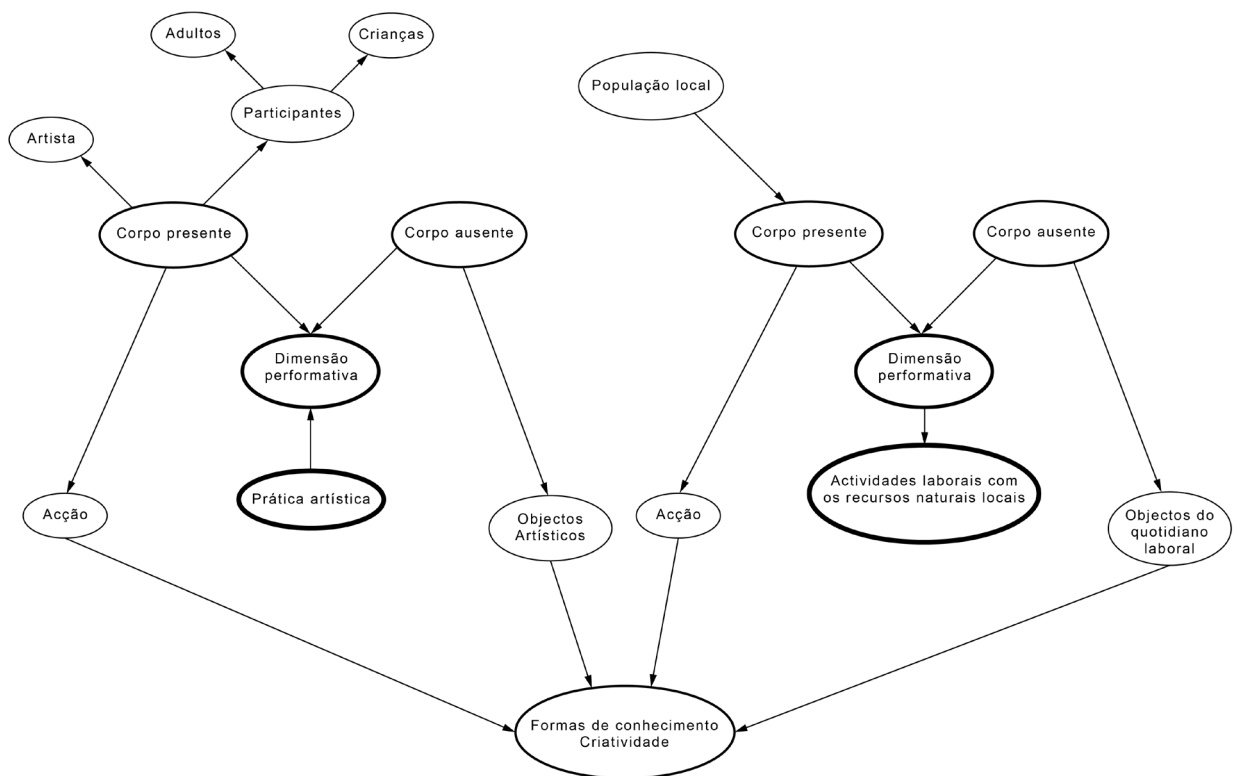 Adultos
Crianças
População local
Participantes
Artista
Corpo presente
Corpo ausente
Corpo presente
Corpo ausente
Dimensão
performativa
Dimensão
performativa
Prática artística
Actividades laborais com
os recursos naturais locais
Acção
Objectos
Artísticos
Acção
Objectos do
quotidiano
laboral
Formas de conhecimento
Criatividade